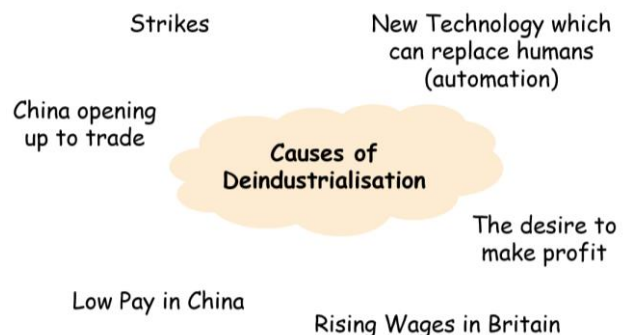 Strikes
New Technology which
can replace humans
(automation)
China opening
up to trade
Causes of
Deindustrialisation
The desire to
make profit
Low Pay in China
Rising Wages in Britain